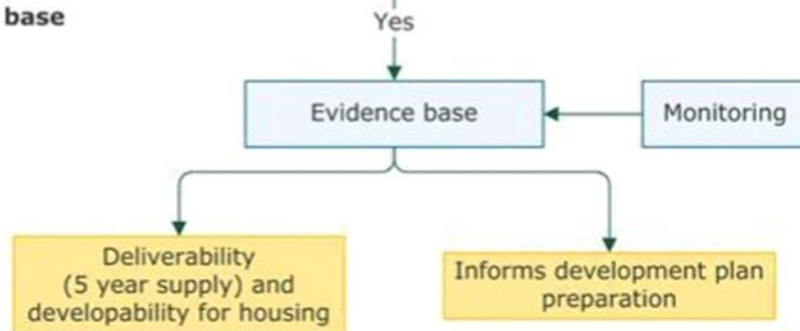 base
Yes
Evidence base
Monitoring
Deliverability
(5 year supply) and
developability for housing
Informs development plan
preparation